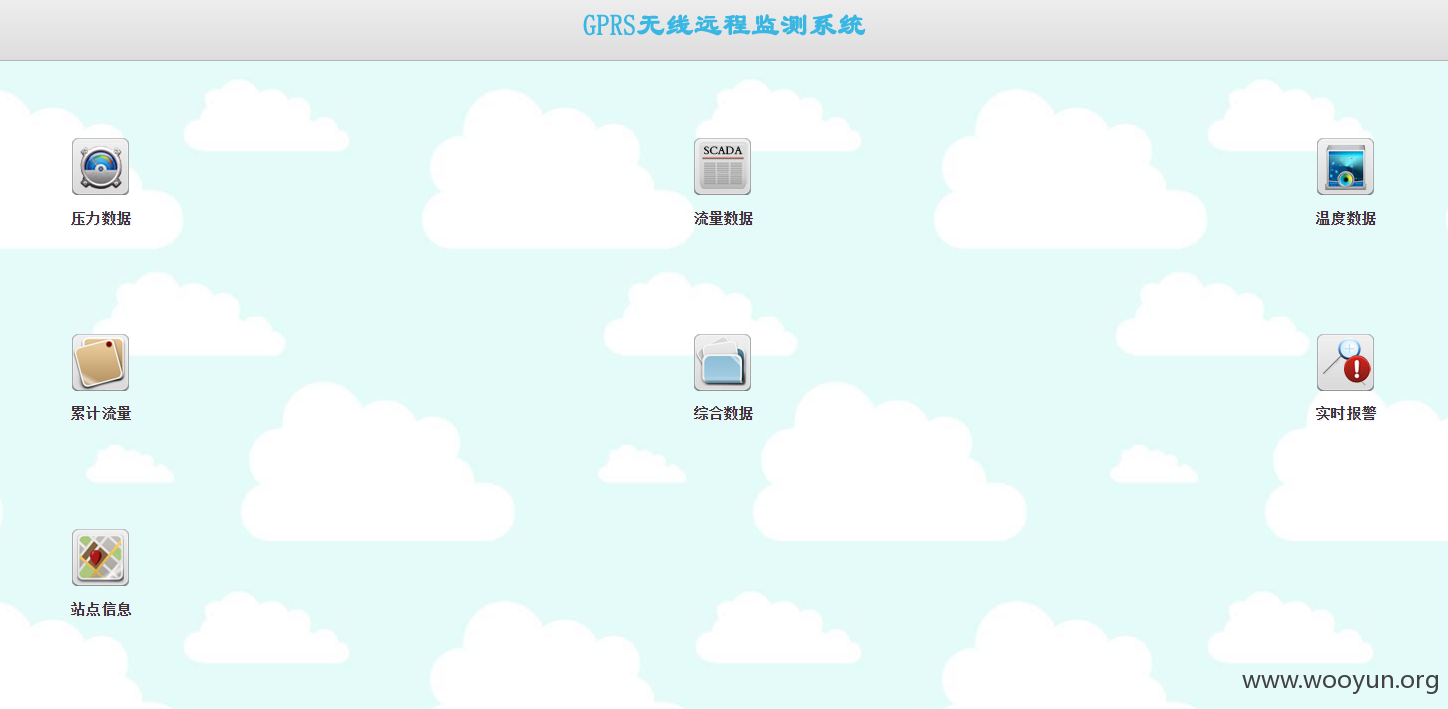 GPRS无线远程监测系统
SCADA
压力数据
流量数据
温度数据
累计流量
综合数据
实时报警
站点信息
www.wooyun.org